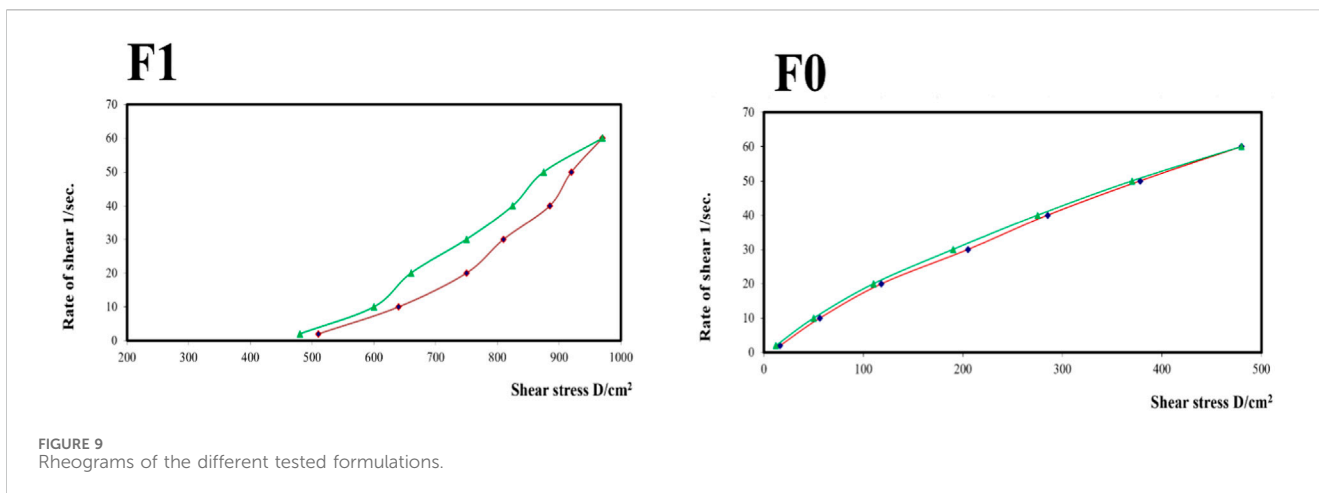 F1
70
60
50
40
30
20
10
0
Rate of shear 1/sec.
200 300 400 500 600 700 800 900 1000
Shear stress D/cm²
F0
70
60
50
40
30
20
10
0
Rate of shear 1/sec.
0 100 200 300 400 500
Shear stress D/cm²
FIGURE 9
Rheograms of the different tested formulations.